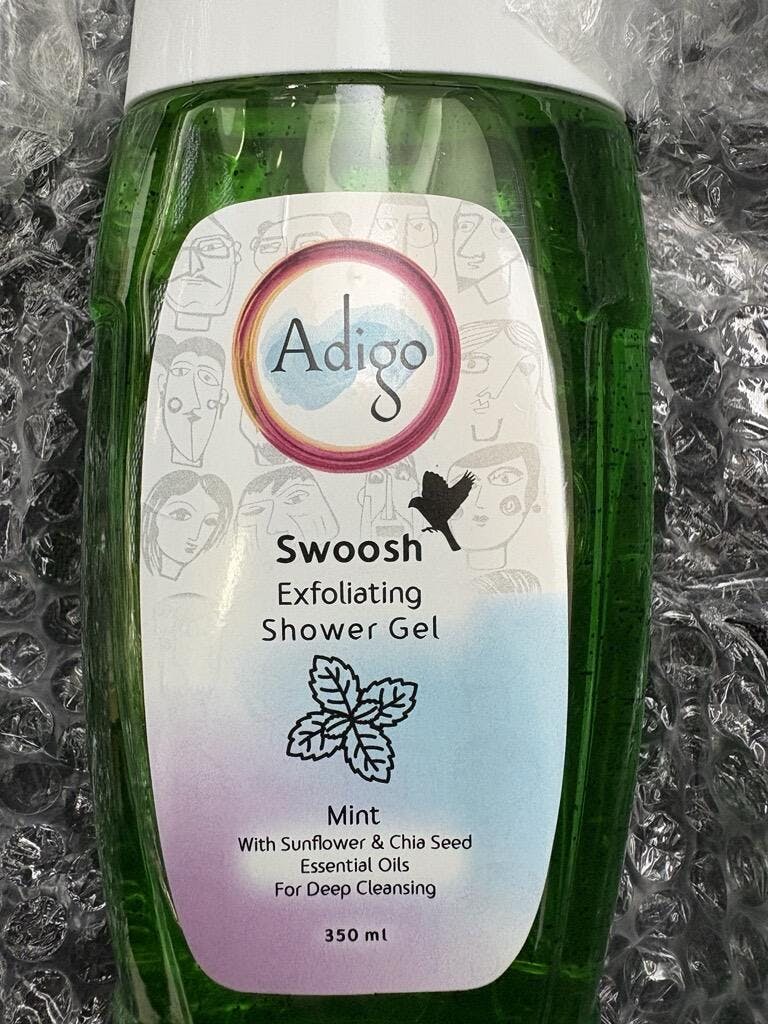 Adigo
Swoosh
Exfoliating
Shower Gel
Mint
With Sunflower & Chia Seed
Essential Oils
For Deep Cleansing
350 ml